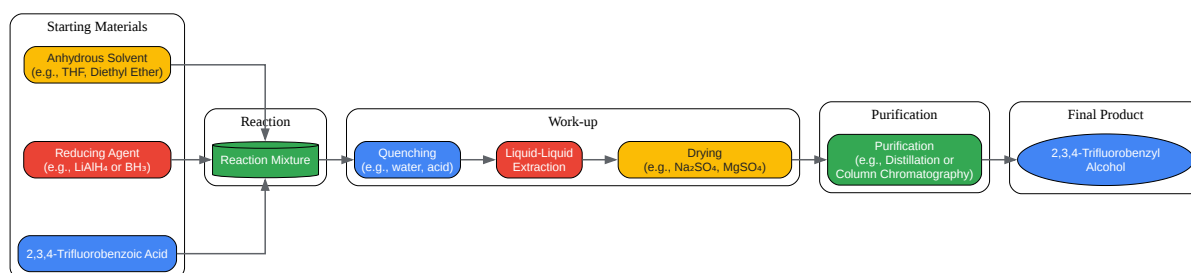 Starting Materials
Anhydrous Solvent
(e.g., THF, Diethyl Ether)
Reducing Agent
(e.g., LiAlH₄ or BH₃)
2,3,4-Trifluorobenzoic Acid
Reaction
Reaction Mixture
Work-up
Quenching
(e.g., water, acid)
Liquid-Liquid
Extraction
Drying
(e.g., Na₂SO₄, MgSO₄)
Purification
Purification
(e.g., Distillation or
Column Chromatography)
Final Product
2,3,4-Trifluorobenzyl
Alcohol